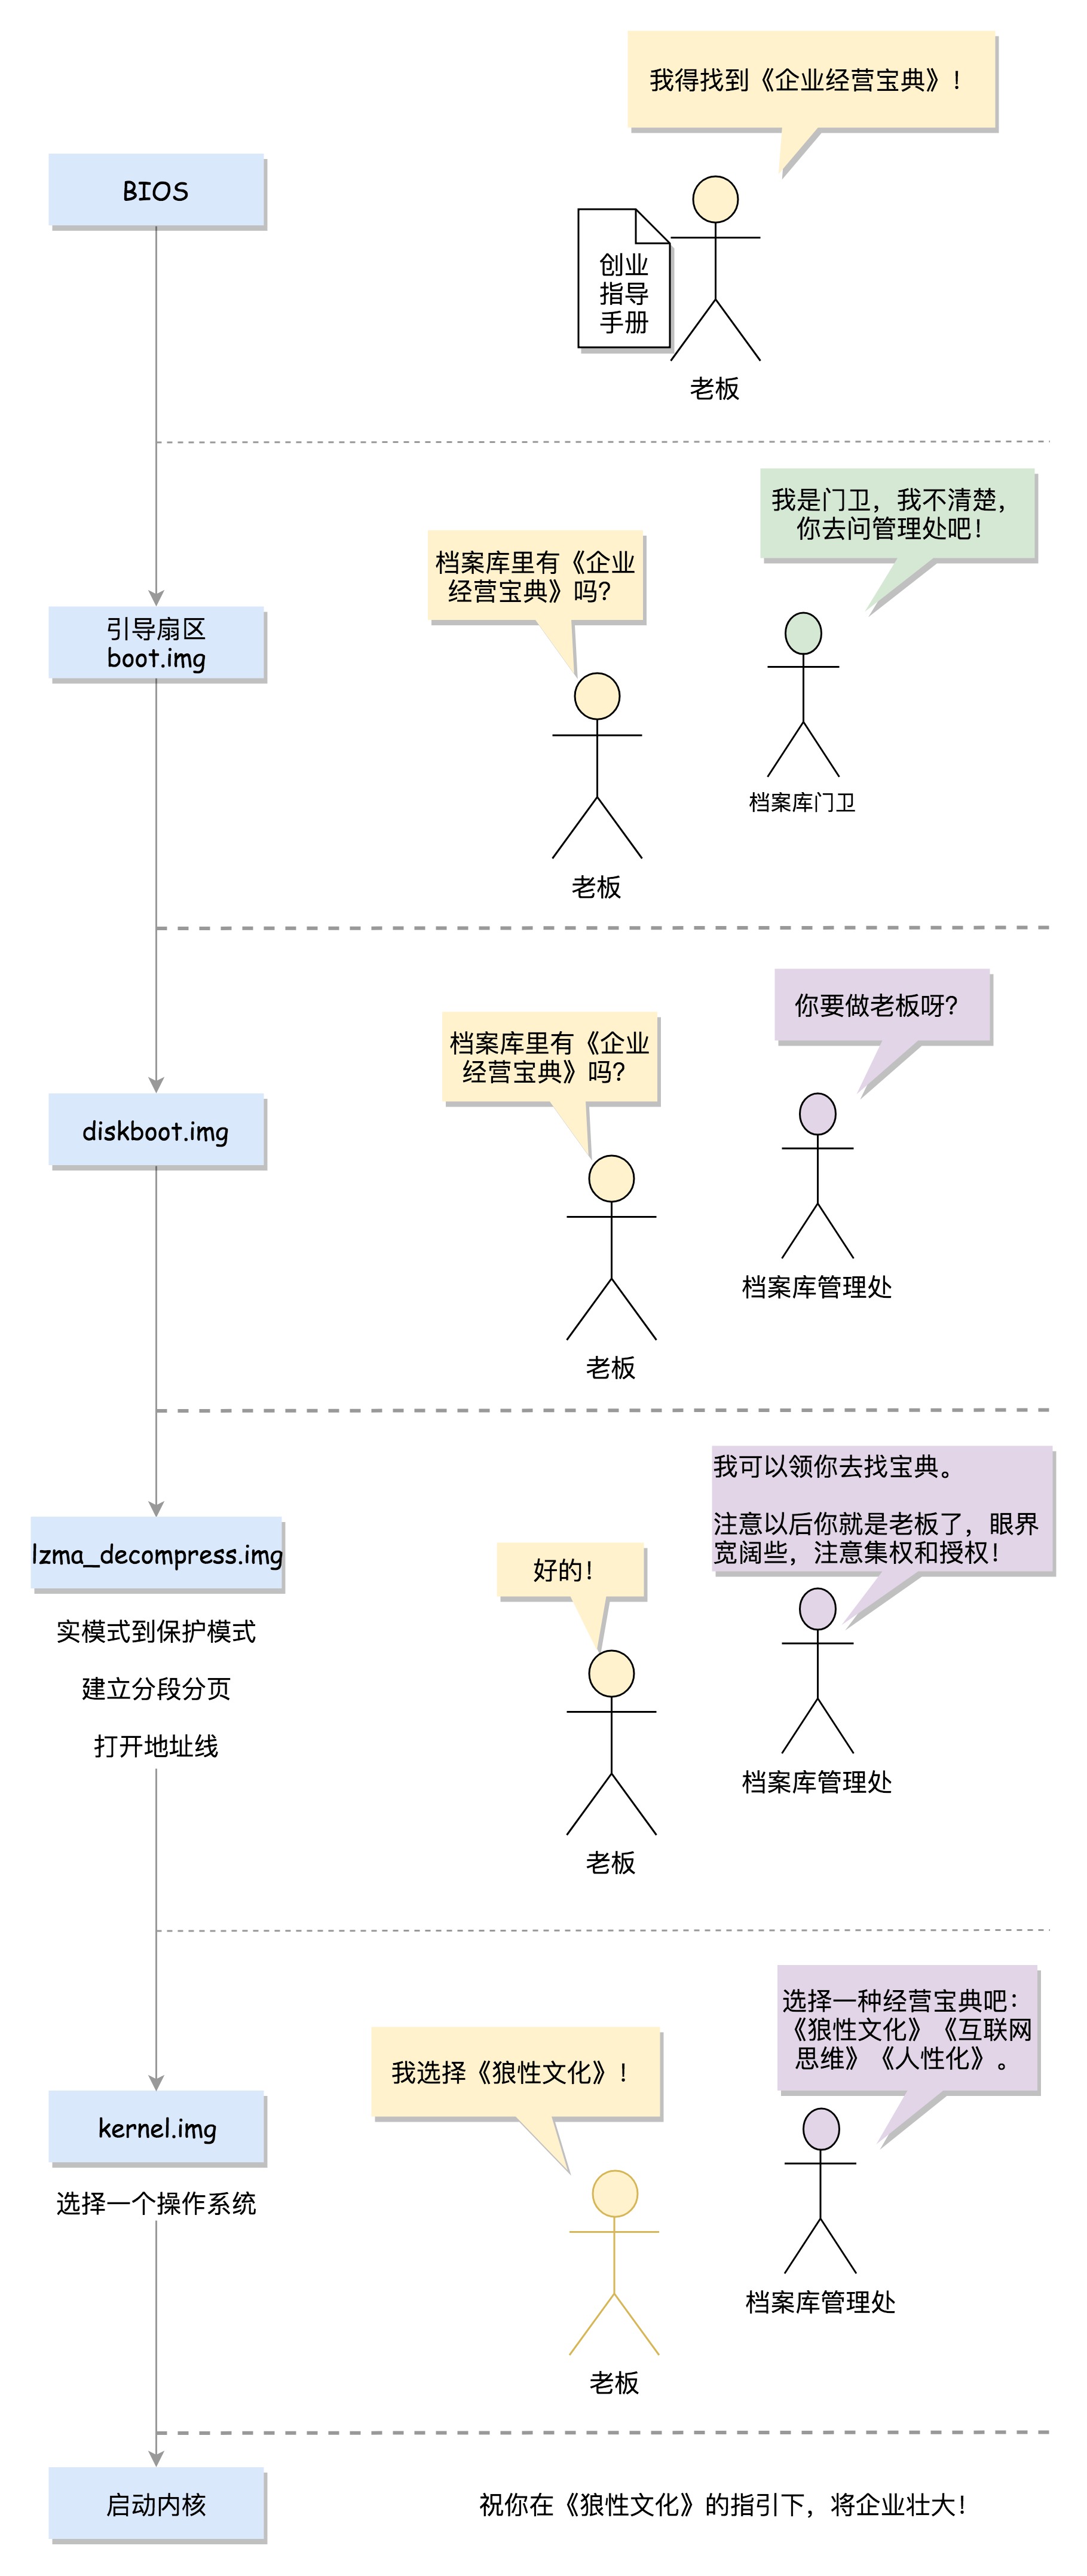 我得找到《企业经营宝典》！
BIOS
创业
指导
手册
老板
我是门卫，我不清楚，
你去问管理处吧！
档案库里有《企业
经营宝典》吗？
引导扇区
boot.img
档案库门卫
老板
你要做老板呀？
档案库里有《企业
经营宝典》吗？
diskboot.img
档案库管理处
老板
我可以领你去找宝典。
注意以后你就是老板了，眼界
宽阔些，注意集权和授权！
lzma_decompress.img
好的！
实模式到保护模式
建立分段分页
打开地址线
档案库管理处
老板
选择一种经营宝典吧：
《狼性文化》《互联网
思维》《人性化》。
我选择《狼性文化》！
kernel.img
选择一个操作系统
档案库管理处
老板
启动内核
祝你在《狼性文化》的指引下，将企业壮大！